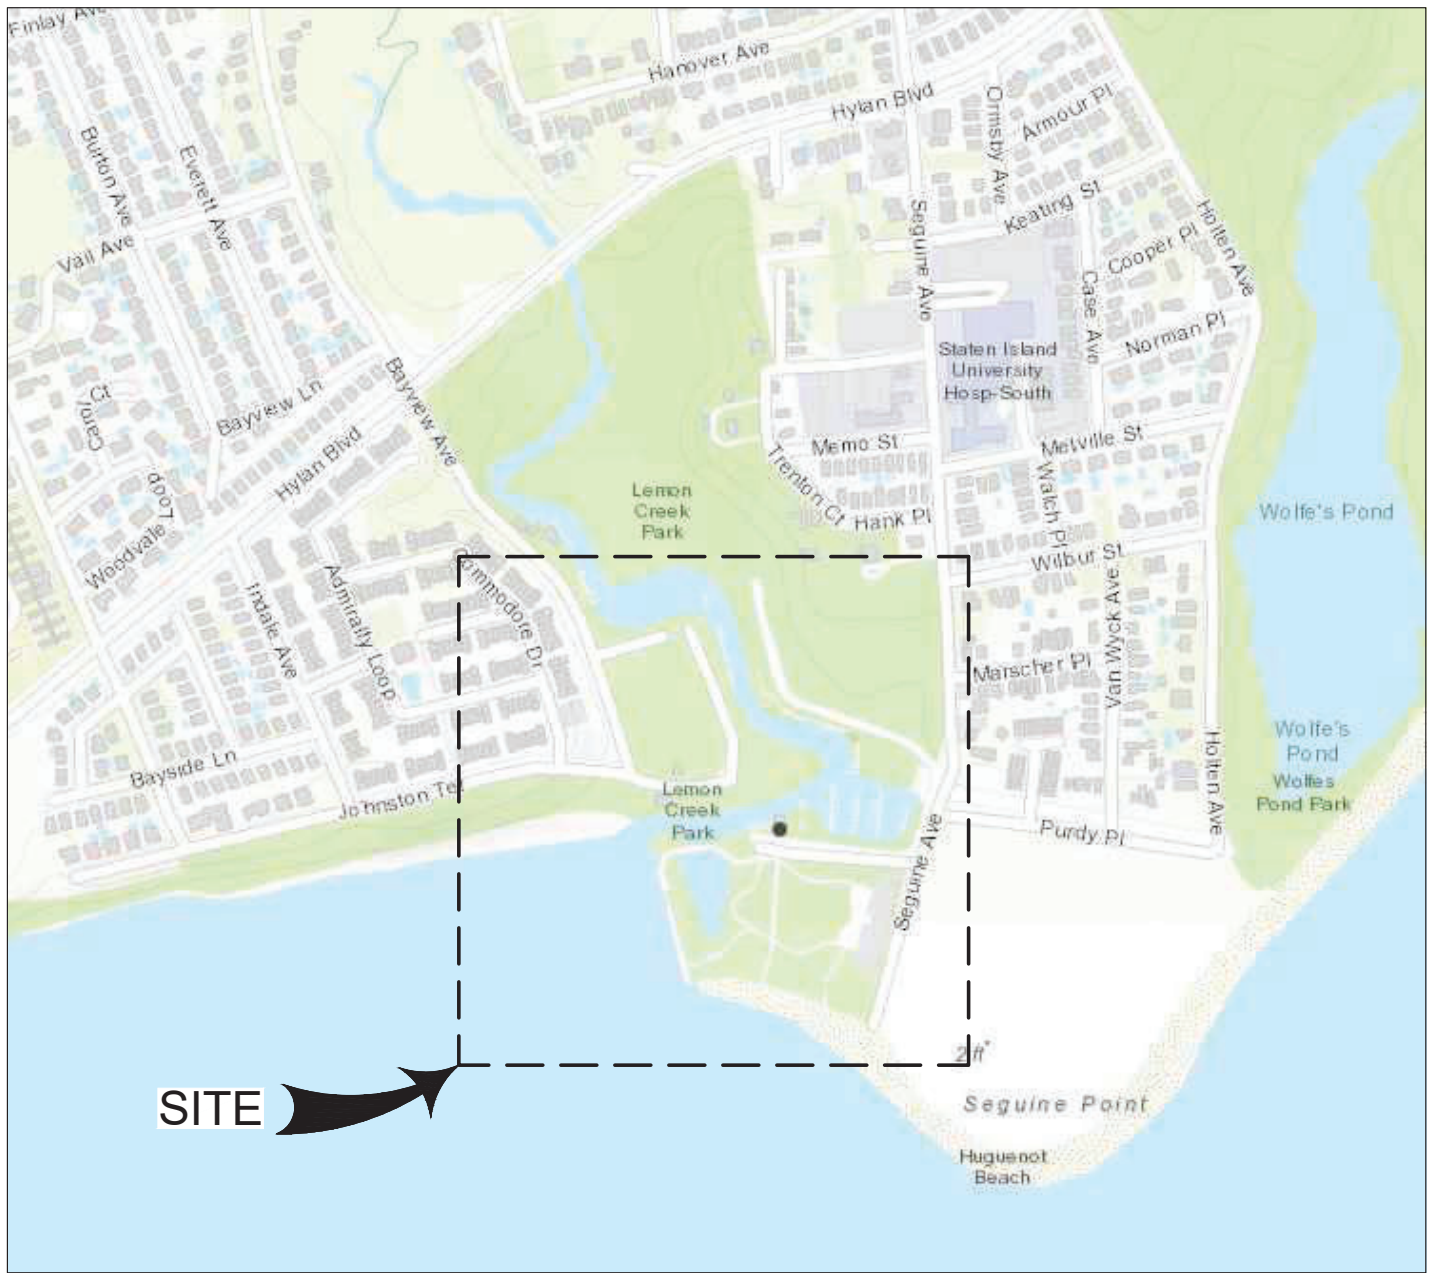 Finlay Ave
Hanover Ave
Hylan Blvd
Ormsby Ave
Armour Pl
Burton Ave
Everett Ave
Vail Ave
Seguine Ave
Keating St
Holten Ave
Cooper Pl
Case Ave
Norman Pl
Staten Island
University
Hosp-South
Carol Ct
Bayview Ln
Bayview Ave
Hylan Blvd
Memo St
Melville St
Trenton Ct
Walch Pl
Hank Pl
Lemon
Creek
Park
Wolfe's Pond
Woodvale Loop
Wilbur St
Indale Ave
Admiralty Loop
Commodore Dr
Van Wyck Ave
Marscher Pl
Wolfe's
Pond
Wolfes
Pond Park
Holten Ave
Bayside Ln
Johnston Ter
Lemon
Creek
Park
Purdy Pl
Seguine Ave
2 ft
SITE
Seguine Point
Huguenot
Beach